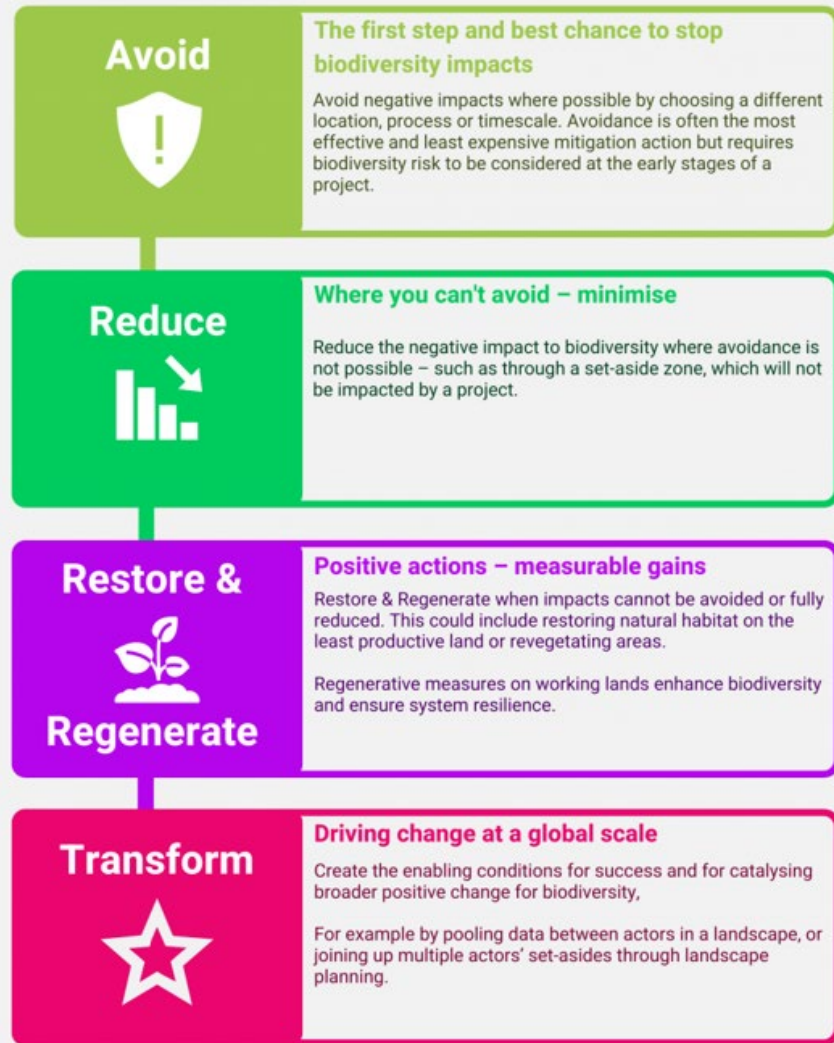 Avoid
The first step and best chance to stop
biodiversity impacts
Avoid negative impacts where possible by choosing a different
location, process or timescale. Avoidance is often the most
effective and least expensive mitigation action but requires
biodiversity risk to be considered at the early stages of a
project.
Reduce
Where you can't avoid – minimise
Reduce the negative impact to biodiversity where avoidance is
not possible – such as through a set-aside zone, which will not
be impacted by a project.
Restore &
Regenerate
Positive actions – measurable gains
Restore & Regenerate when impacts cannot be avoided or fully
reduced. This could include restoring natural habitat on the
least productive land or revegetating areas.
Regenerative measures on working lands enhance biodiversity
and ensure system resilience.
Transform
Driving change at a global scale
Create the enabling conditions for success and for catalysing
broader positive change for biodiversity,
For example by pooling data between actors in a landscape, or
joining up multiple actors’ set-asides through landscape
planning.